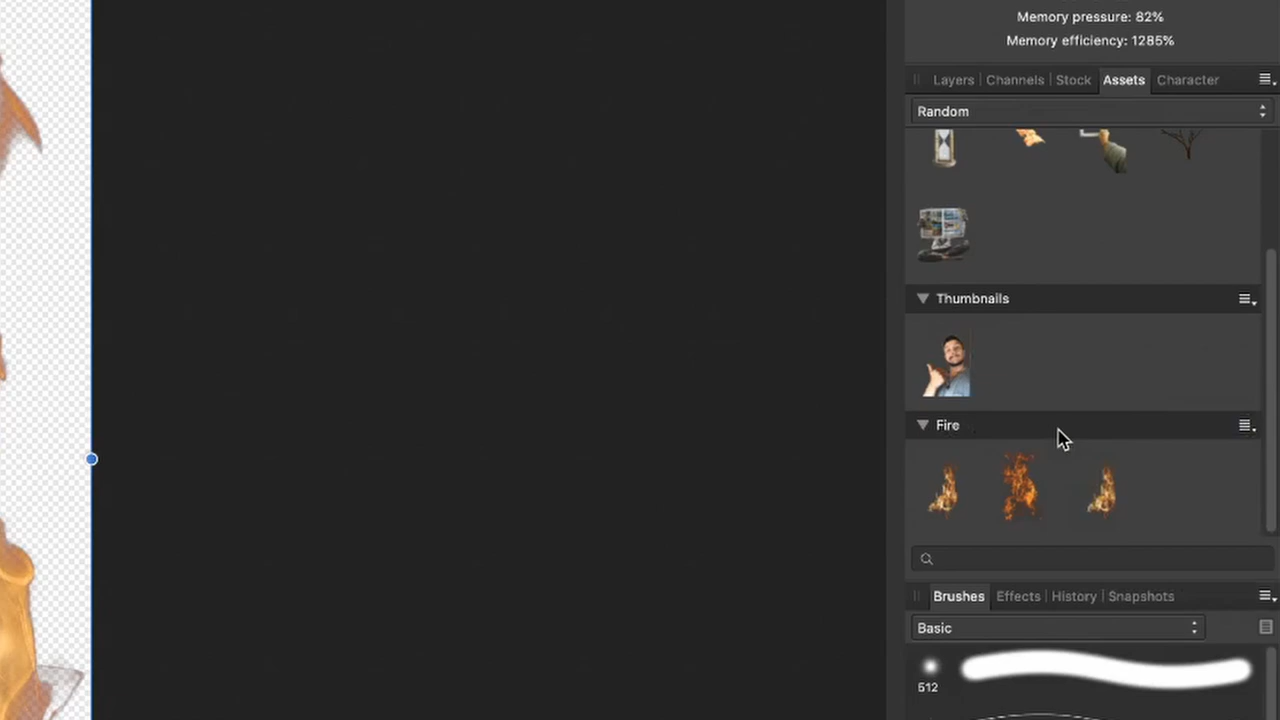 Memory pressure: 82%
Memory efficiency: 1285%
Layers | Channels | Stock Assets Character
Random
Thumbnails
Fire
Brushes Effects | History | Snapshots
Basic
512